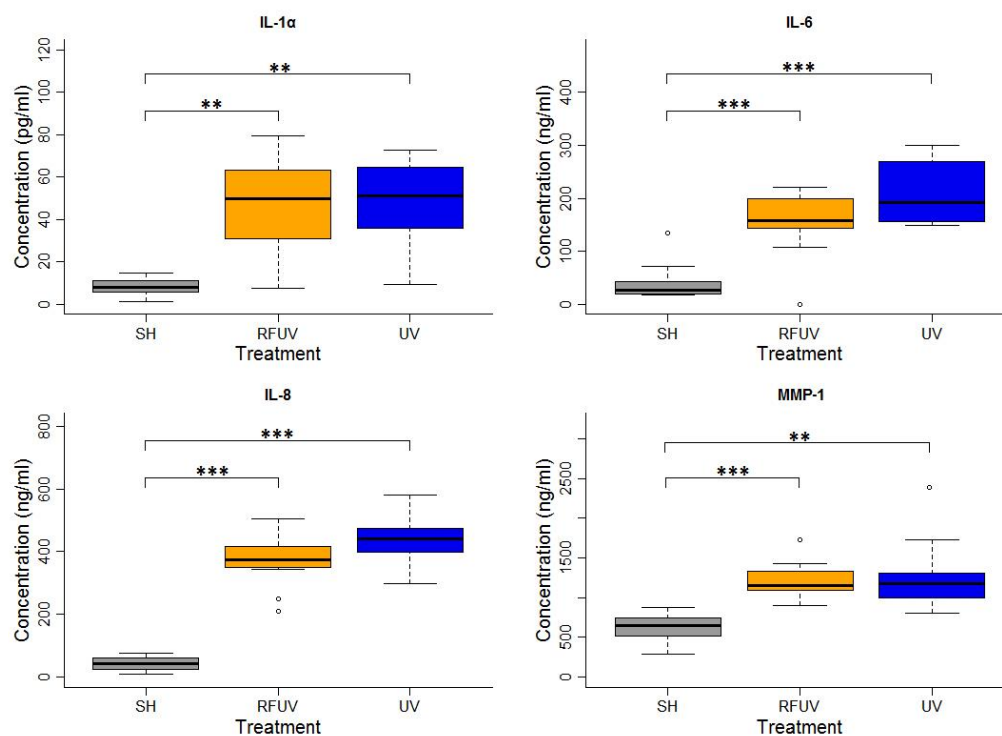 IL-1α
Concentration (pg/ml)
120
100
80
60
40
20
0
**
**
SH RFUV UV
Treatment
IL-6
Concentration (ng/ml)
400
300
200
100
0
***
***
SH RFUV UV
Treatment
IL-8
Concentration (ng/ml)
800
600
400
200
0
***
***
SH RFUV UV
Treatment
MMP-1
Concentration (ng/ml)
2500
1500
500
0
**
***
SH RFUV UV
Treatment